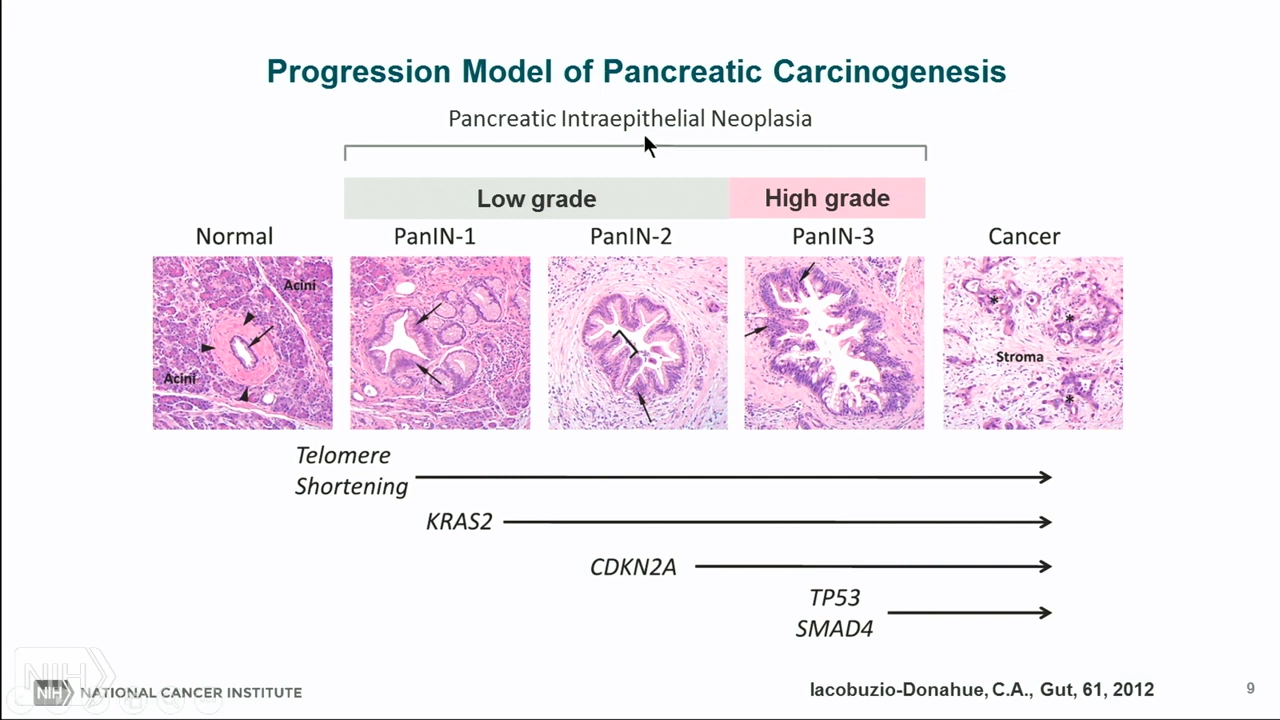 Progression Model of Pancreatic Carcinogenesis
Pancreatic Intraepithelial Neoplasia
Low grade
High grade
Normal
PanIN-1
PanIN-2
PanIN-3
Cancer
Acini
Acini
*
*
Stroma
*
Telomere
Shortening
KRAS2
CDKN2A
TP53
SMAD4
NIH
NIH NATIONAL CANCER INSTITUTE
Iacobuzio-Donahue, C.A., Gut, 61, 2012
9